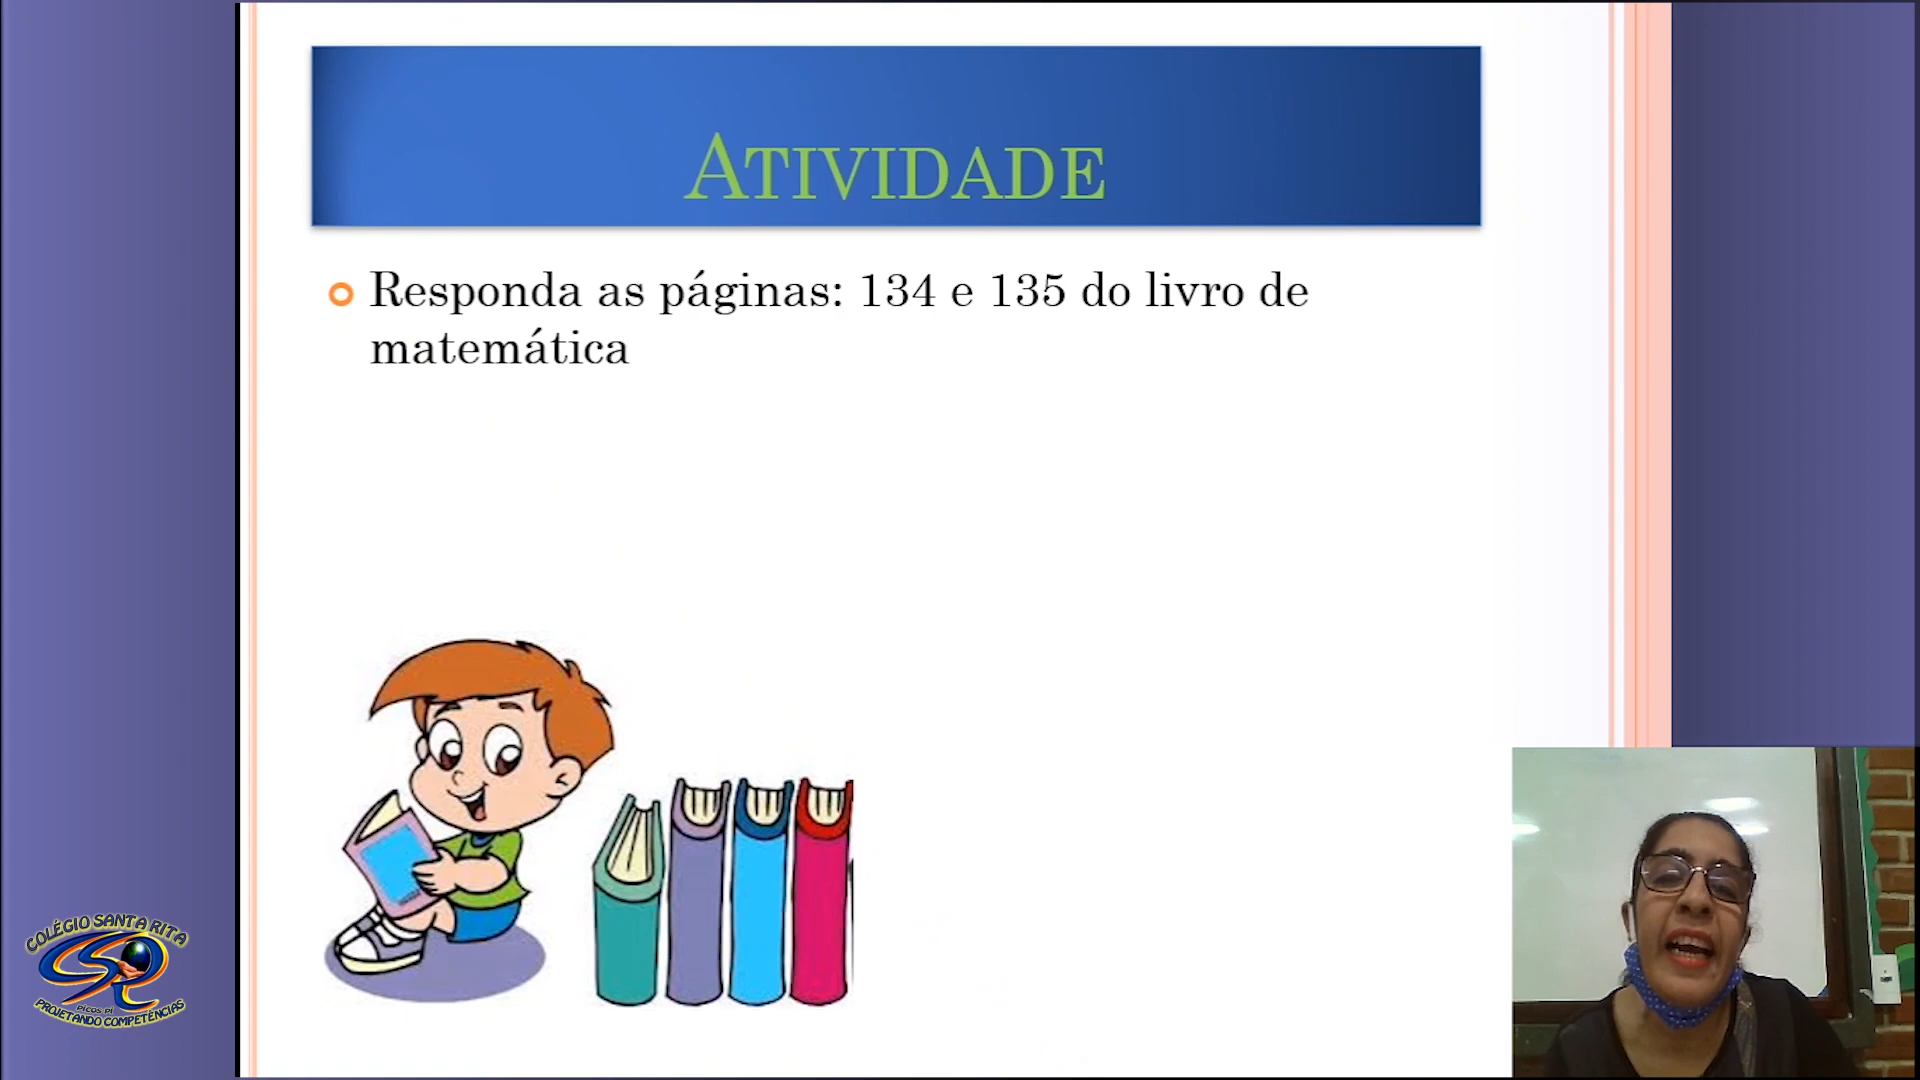 ATIVIDADE
Responda as páginas: 134 e 135 do livro de
matemática
COLÉGIO SANTA RITA
PICOS PI
PROJETANDO COMPETÊNCIAS